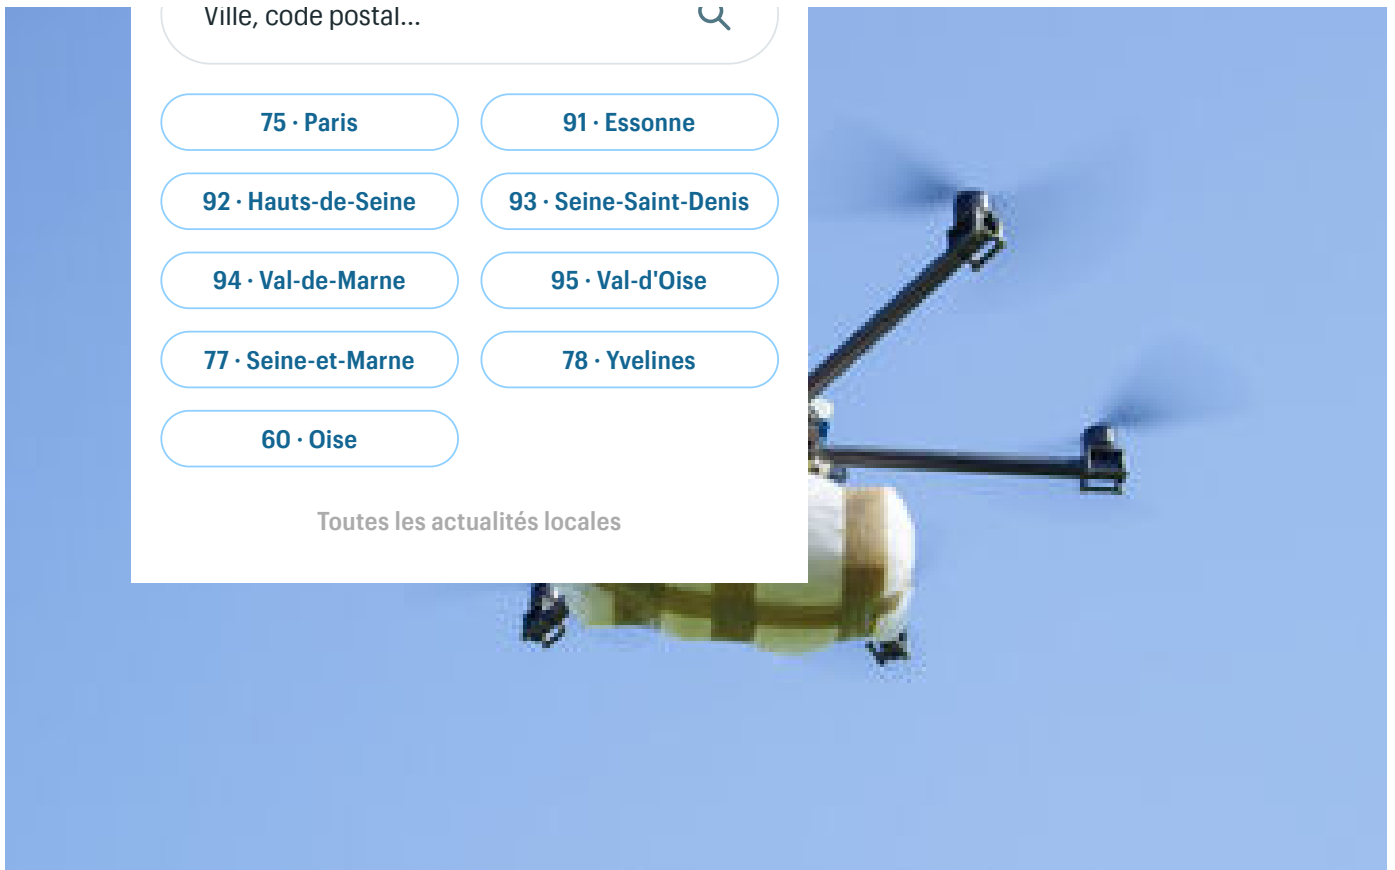 Ville, code postal...
75 · Paris
91 · Essonne
92 · Hauts-de-Seine
93 · Seine-Saint-Denis
94 · Val-de-Marne
95 · Val-d'Oise
77 · Seine-et-Marne
78 · Yvelines
60 · Oise
Toutes les actualités locales